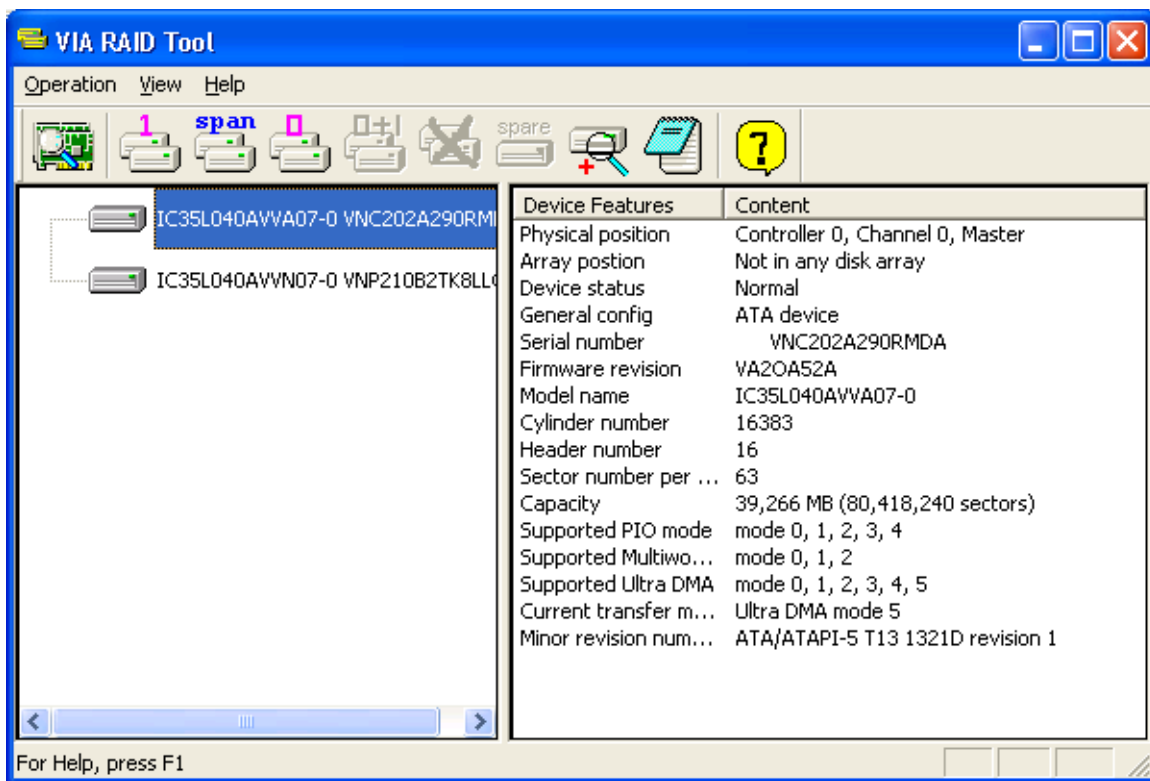 VIA RAID Tool
Operation View Help
1 span 0 0+1 spare ?
IC35L040AVVA07-0 VNC202A290RM
IC35L040AVVN07-0 VNP210B2TK8LL
Device Features Content
Physical position Controller 0, Channel 0, Master
Array postion Not in any disk array
Device status Normal
General config ATA device
Serial number VNC202A290RMDA
Firmware revision VA2OA52A
Model name IC35L040AVVA07-0
Cylinder number 16383
Header number 16
Sector number per ... 63
Capacity 39,266 MB (80,418,240 sectors)
Supported PIO mode mode 0, 1, 2, 3, 4
Supported Multiwo... mode 0, 1, 2
Supported Ultra DMA mode 0, 1, 2, 3, 4, 5
Current transfer m... Ultra DMA mode 5
Minor revision num... ATA/ATAPI-5 T13 1321D revision 1
For Help, press F1